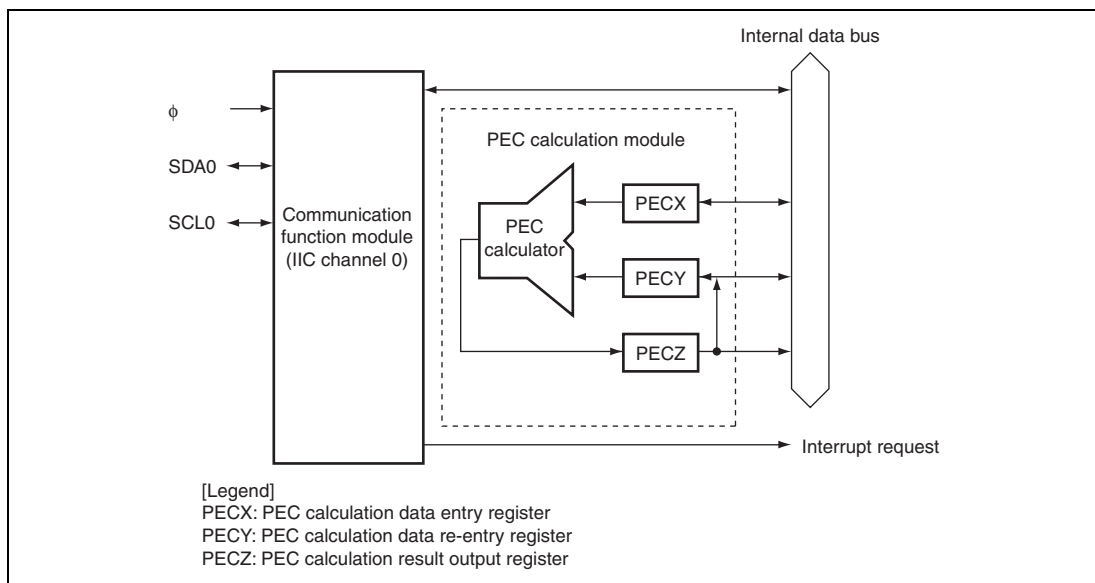 Internal data bus
ϕ
SDA0
SCL0
Communication
function module
(IIC channel 0)
PEC calculation module
PEC
calculator
PECX
PECY
PECZ
Interrupt request
[Legend]
PECX: PEC calculation data entry register
PECY: PEC calculation data re-entry register
PECZ: PEC calculation result output register